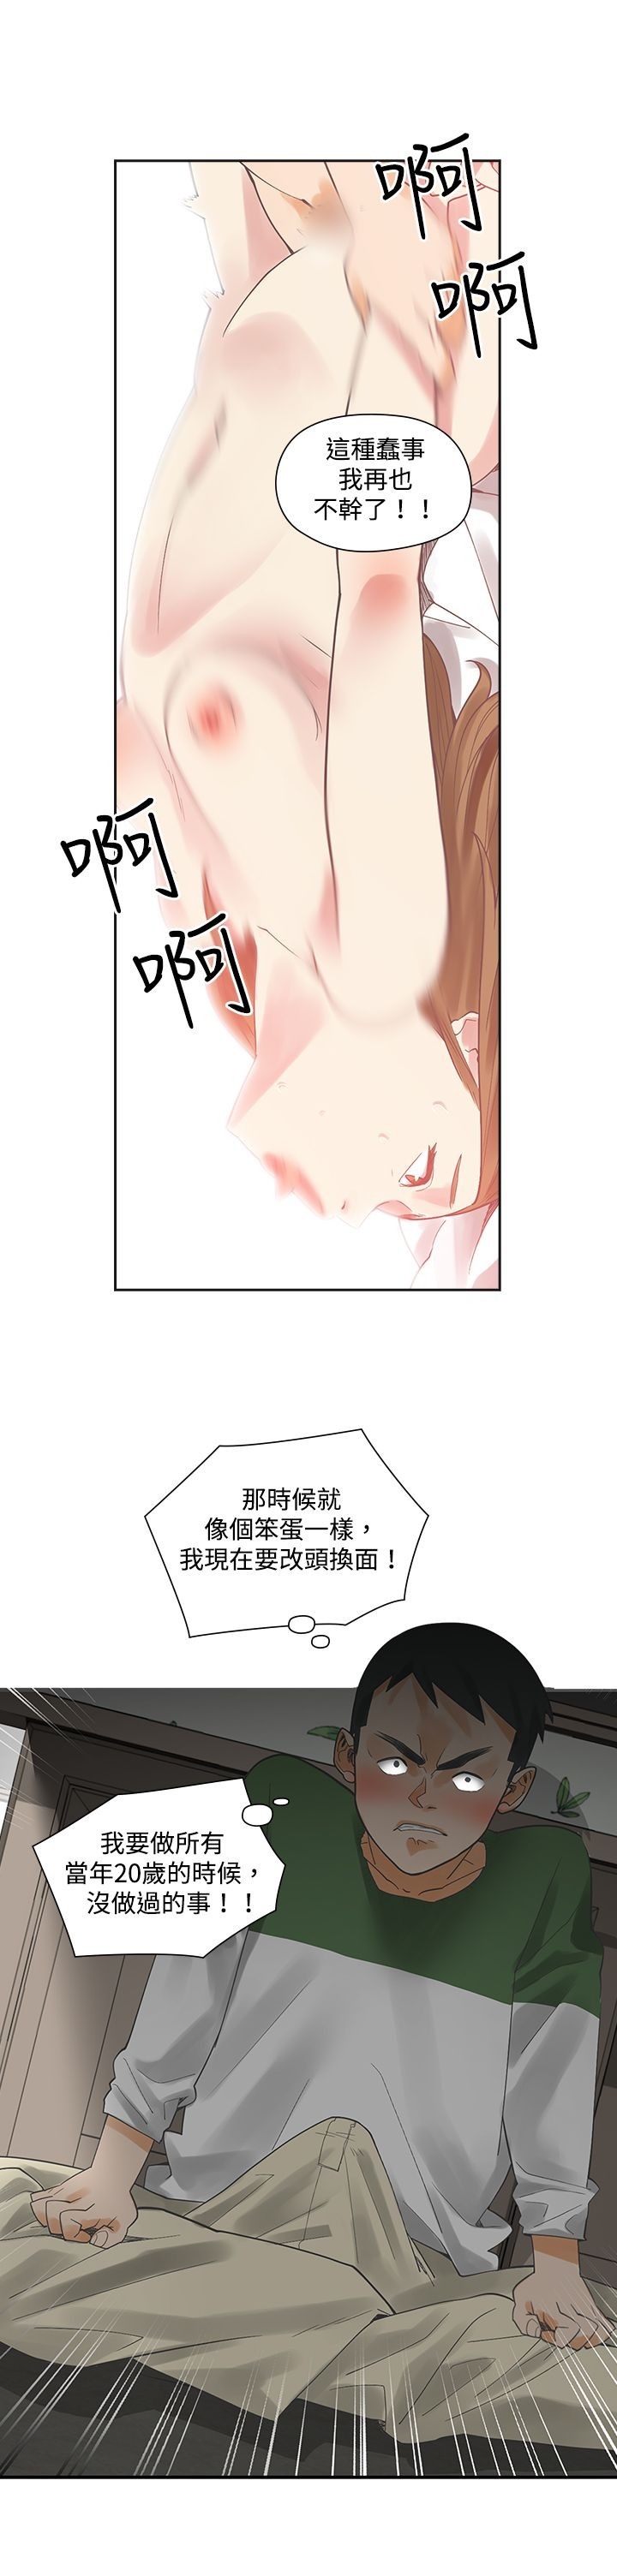 啊
啊
這種蠢事
我再也
不幹了！！
啊
啊
那時候就
像個笨蛋一樣，
我現在要改頭換面！
我要做所有
當年20歲的時候，
沒做過的事！！